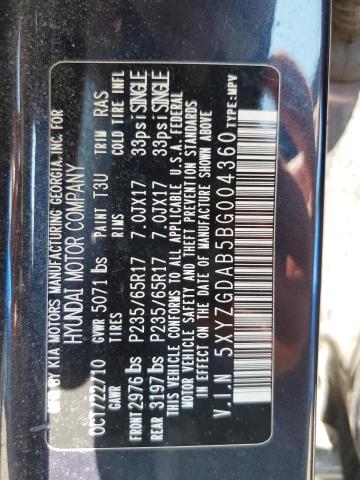 MFD BY KIA MOTORS MANUFACTURING GEORGIA, INC. FOR
HYUNDAI MOTOR COMPANY
OCT/22/10 GVWR 5071 lbs PAINT T3U TRIM RAS
GAWR TIRES RIMS COLD TIRE INFL
FRONT 2976 lbs P235/65R17 7.0JX17 33psi SINGLE
REAR 3197 lbs P235/65R17 7.0JX17 33psi SINGLE
THIS VEHICLE CONFORMS TO ALL APPLICABLE U.S.A. FEDERAL
MOTOR VEHICLE SAFETY AND THEFT PREVENTION STANDARDS
IN EFFECT ON THE DATE OF MANUFACTURE SHOWN ABOVE.
V.I.N: 5XYZGDAB5BG004360 TYPE:MPV